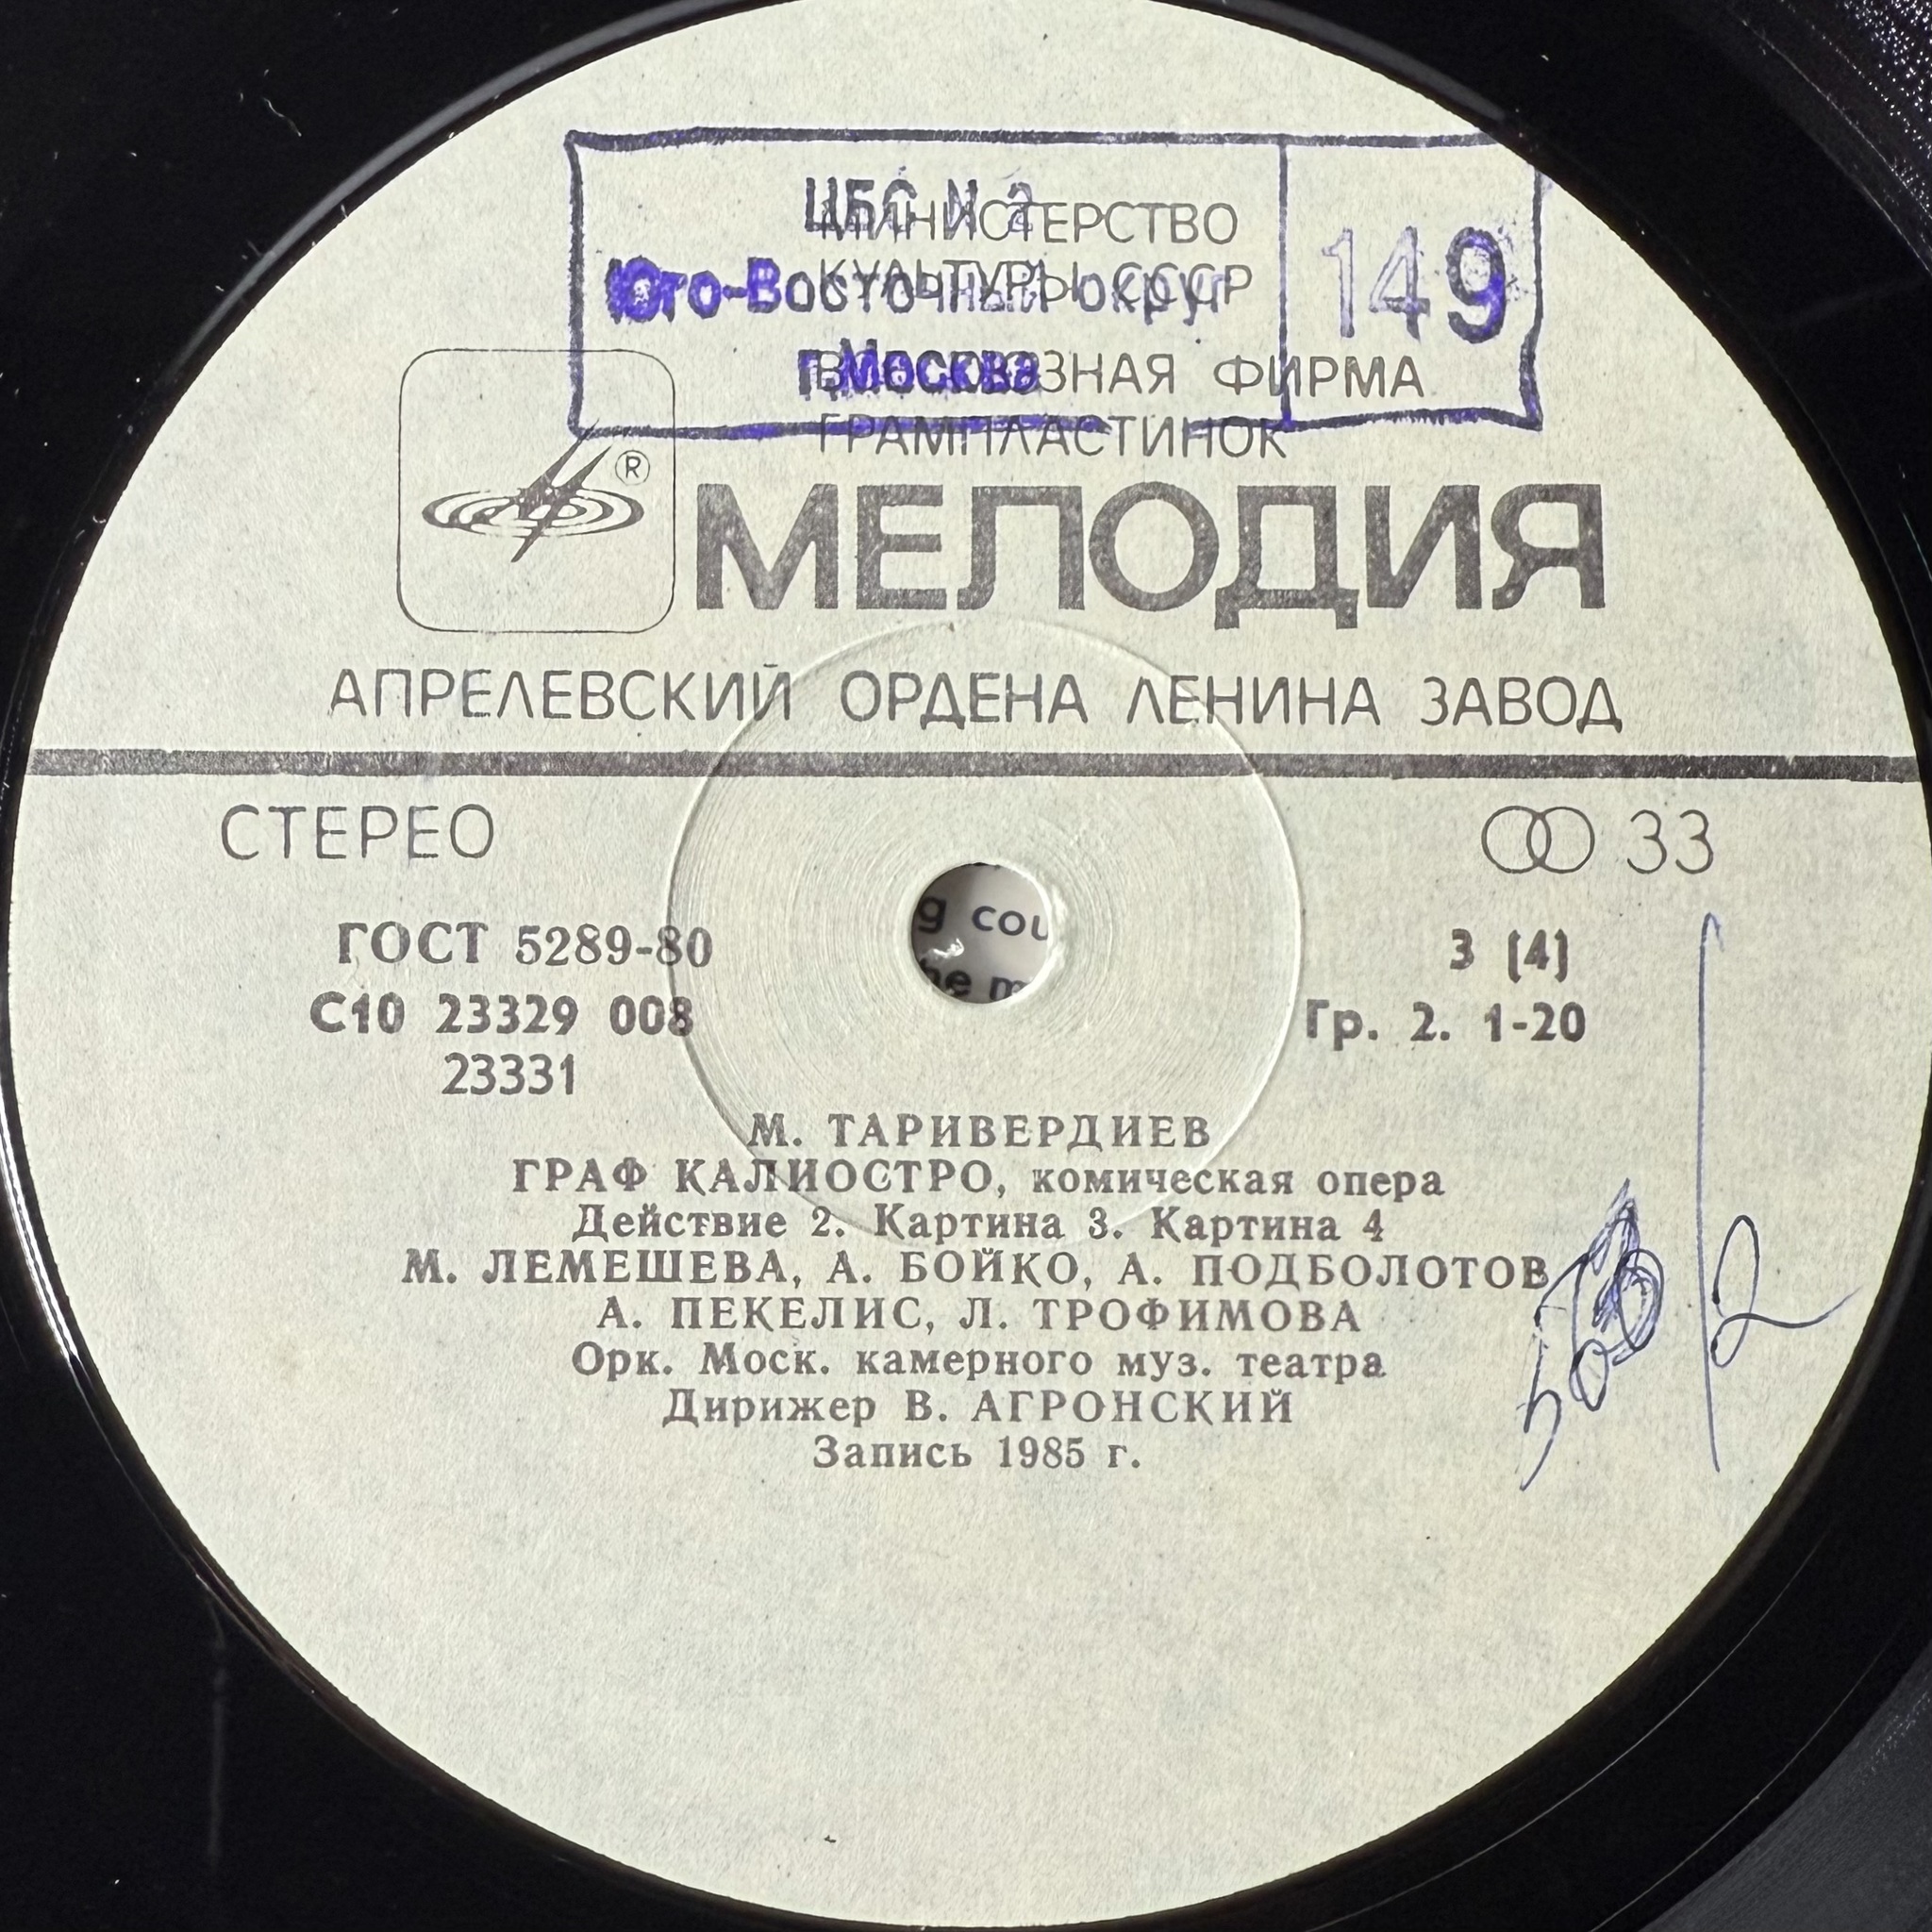 ЦБС N 2
МИНИСТЕРСТВО
КУЛЬТУРЫ СССР
Юго-Восточный округ
149
г.Москва
ВСЕСОЮЗНАЯ ФИРМА
ГРАМПЛАСТИНОК
®
МЕЛОДИЯ
АПРЕЛЕВСКИЙ ОРДЕНА ЛЕНИНА ЗАВОД
СТЕРЕО
33
ГОСТ 5289-80
3 (4)
С10 23329 008
Гр. 2. 1-20
23331
g cou
he m
М. ТАРИВЕРДИЕВ
ГРАФ КАЛИОСТРО, комическая опера
Действие 2. Картина 3. Картина 4
М. ЛЕМЕШЕВА, А. БОЙКО, А. ПОДБОЛОТОВ
А. ПЕКЕЛИС, Л. ТРОФИМОВА
Орк. Моск. камерного муз. театра
Дирижер В. АГРОНСКИЙ
Запись 1985 г.
2